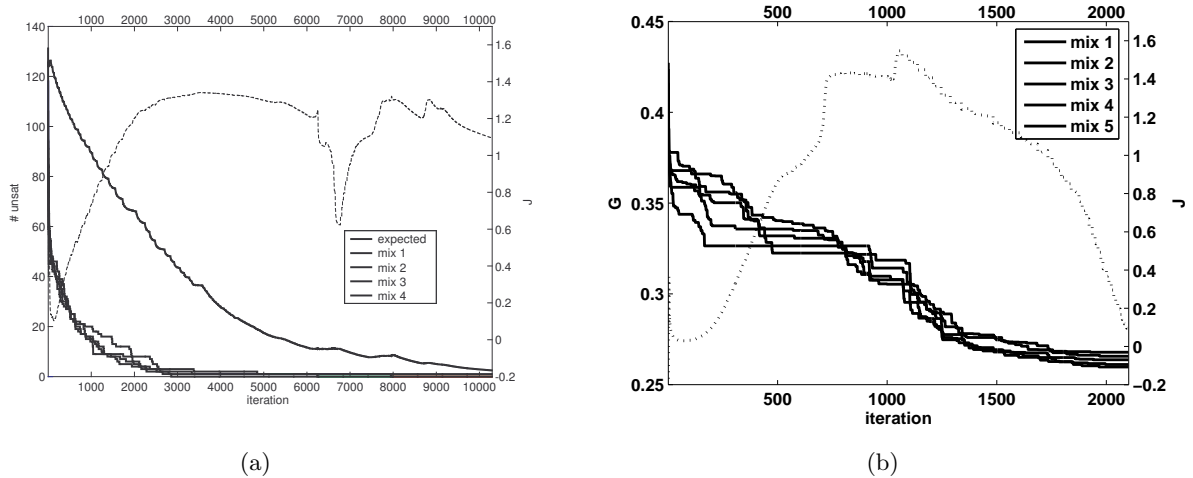 1000 2000 3000 4000 5000 6000 7000 8000 9000 10000
140
120
100
80
60
40
20
0
# unsat
1.6
1.4
1.2
1
0.8
0.6
0.4
0.2
0
-0.2
J
expected
mix 1
mix 2
mix 3
mix 4
1000 2000 3000 4000 5000 6000 7000 8000 9000 10000
iteration
(a)
500 1000 1500 2000
0.45
0.4
0.35
0.3
0.25
G
1.6
1.4
1.2
1
0.8
0.6
0.4
0.2
0
−0.2
J
mix 1
mix 2
mix 3
mix 4
mix 5
500 1000 1500 2000
iteration
(b)